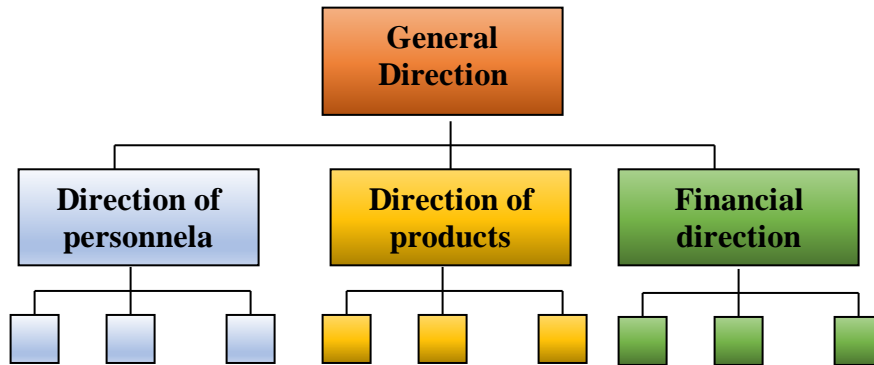 General
Direction
Direction of
personnela
Direction of
products
Financial
direction